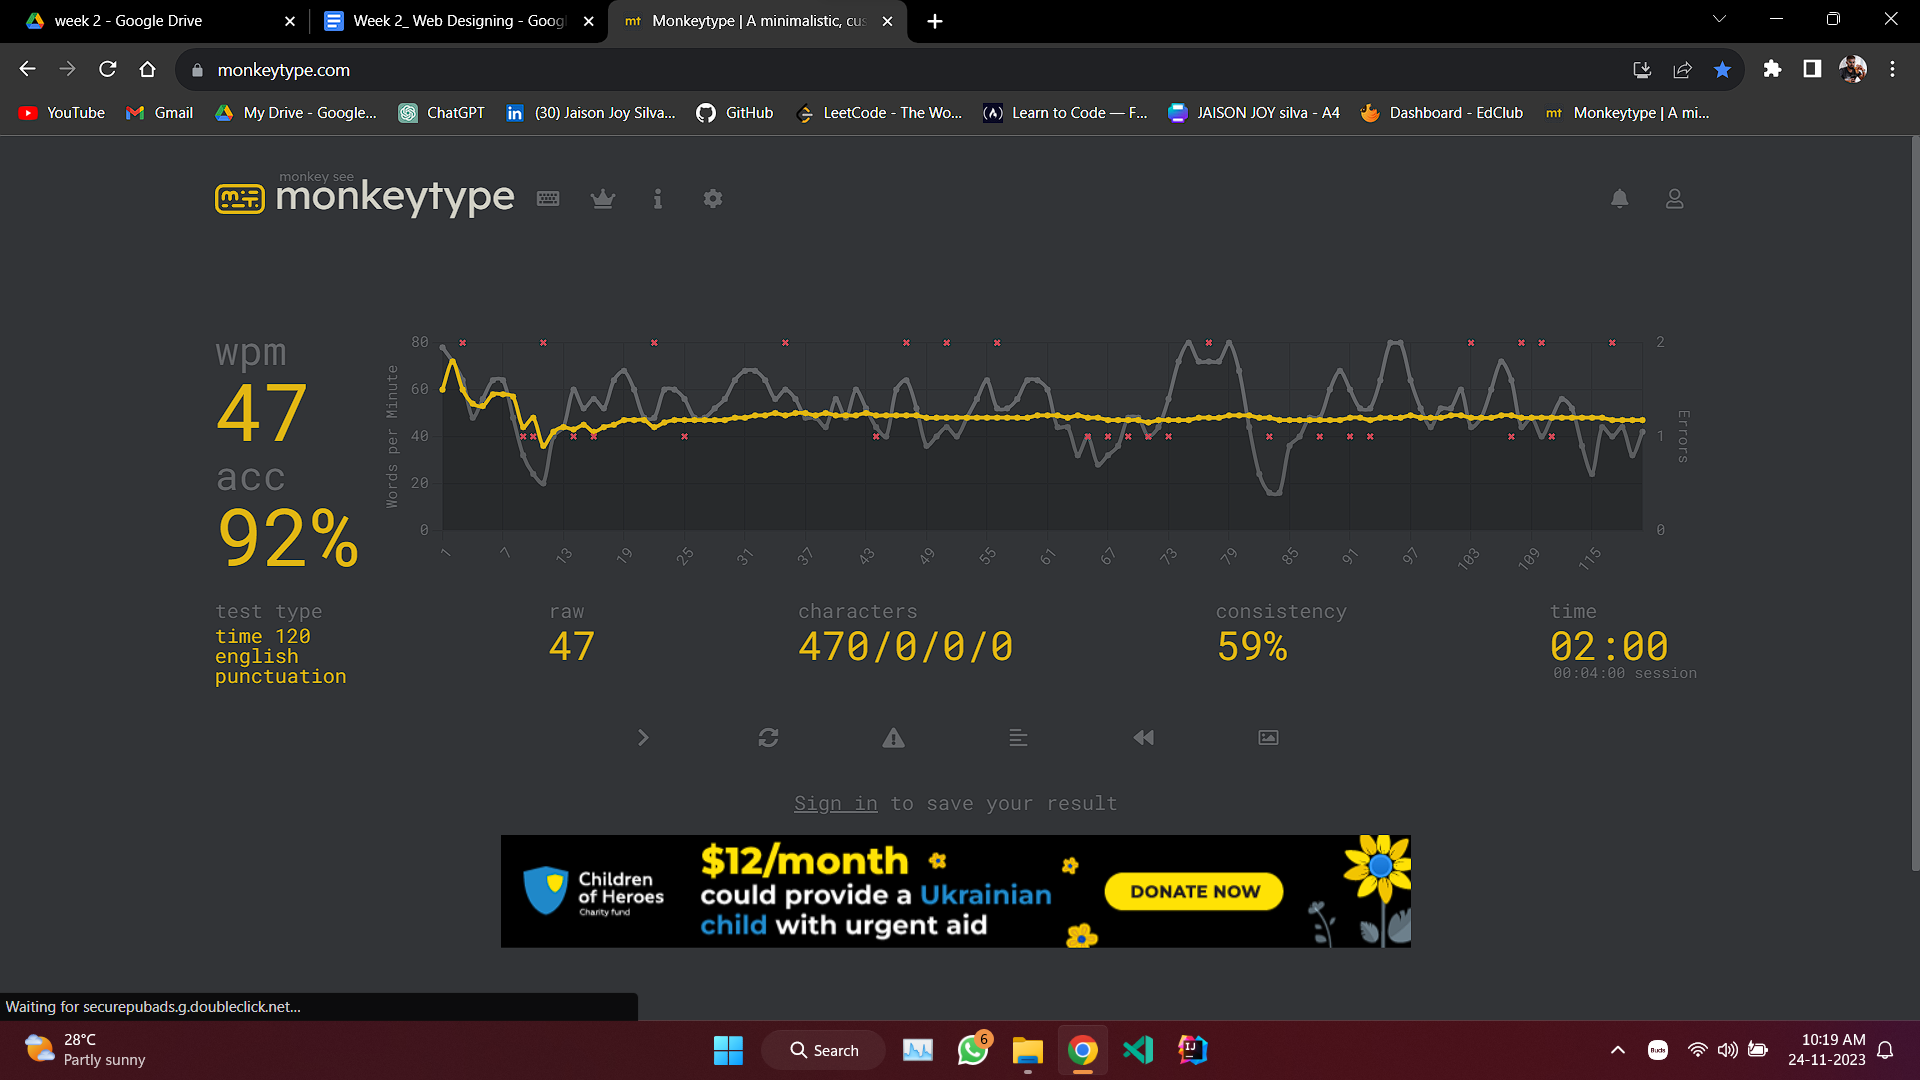 week 2 - Google Drive
Week 2_ Web Designing - Goog
mt Monkeytype | A minimalistic, cus
monkeytype.com
YouTube
Gmail
My Drive - Google...
ChatGPT
in (30) Jaison Joy Silva...
GitHub
LeetCode - The Wo...
Learn to Code — F...
JAISON JOY silva - A4
Dashboard - EdClub
mt Monkeytype | A mi...
monkey see
monkeytype
wpm
47
acc
92%
Words per Minute
80
60
40
20
0
2
1
0
Errors
1 7 13 19 25 31 37 43 49 55 61 67 73 79 85 91 97 103 109 115
test type
time 120
english
punctuation
raw
47
characters
470/0/0/0
consistency
59%
time
02:00
00:04:00 session
Sign in to save your result
Children
of Heroes
Charity fund
$12/month
could provide a Ukrainian
child with urgent aid
DONATE NOW
Waiting for securepubads.g.doubleclick.net...
28°C
Partly sunny
Search
6
IJ
Buds
10:19 AM
24-11-2023